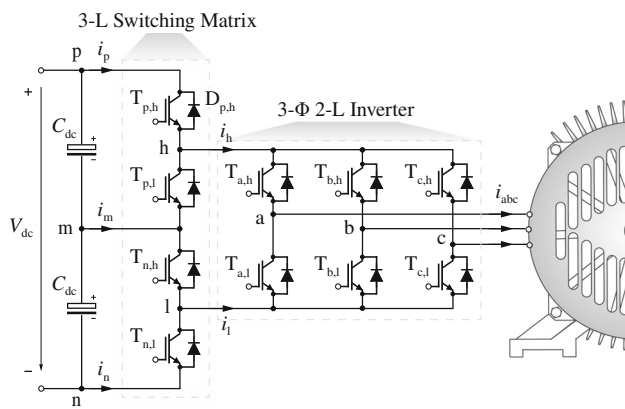 3-L Switching Matrix
p
i_p
+
T_p,h
D_p,h
3-Φ 2-L Inverter
C_dc
+
−
h
i_h
T_p,l
T_a,h
T_b,h
T_c,h
i_abc
V_dc
m
i_m
a
b
c
T_n,h
C_dc
+
−
T_a,l
T_b,l
T_c,l
l
i_l
T_n,l
−
i_n
n